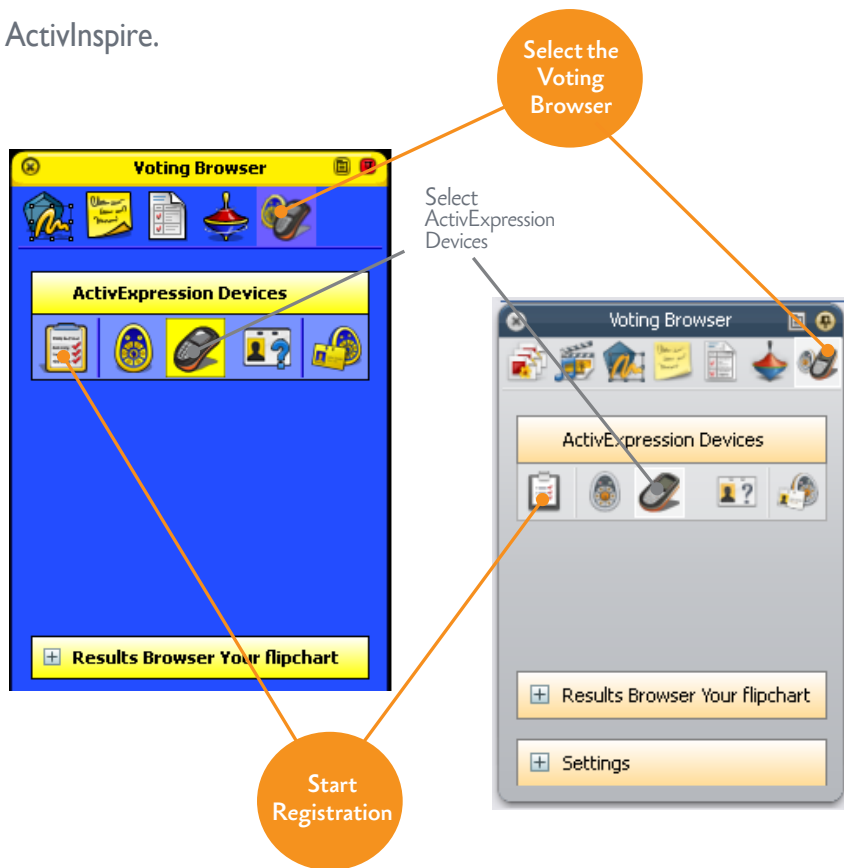 ActivInspire.
Select the
Voting
Browser
Voting Browser
Select
ActivExpression
Devices
ActivExpression Devices
Voting Browser
ActivExpression Devices
Results Browser Your flipchart
Results Browser Your flipchart
Settings
Start
Registration